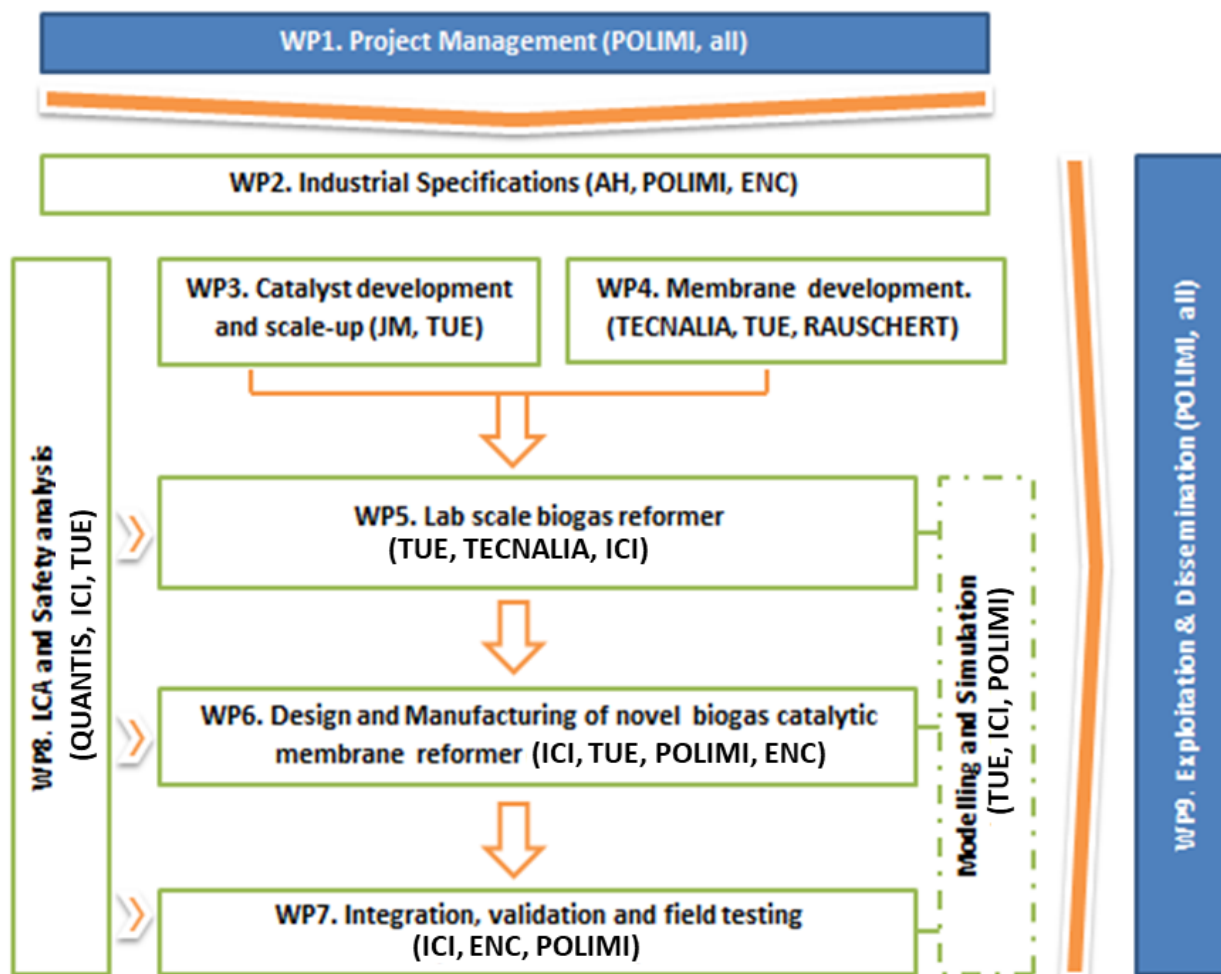 WP1. Project Management (POLIMI, all)
WP2. Industrial Specifications (AH, POLIMI, ENC)
WP3. Catalyst development
and scale-up (JM, TUE)
WP4. Membrane development.
(TECNALIA, TUE, RAUSCHERT)
WP8. LCA and Safety analysis
(QUANTIS, ICI, TUE)
WP5. Lab scale biogas reformer
(TUE, TECNALIA, ICI)
WP6. Design and Manufacturing of novel biogas catalytic
membrane reformer (ICI, TUE, POLIMI, ENC)
WP7. Integration, validation and field testing
(ICI, ENC, POLIMI)
Modelling and Simulation
(TUE, ICI, POLIMI)
WP9. Exploitation & Dissemination (POLIMI, all)